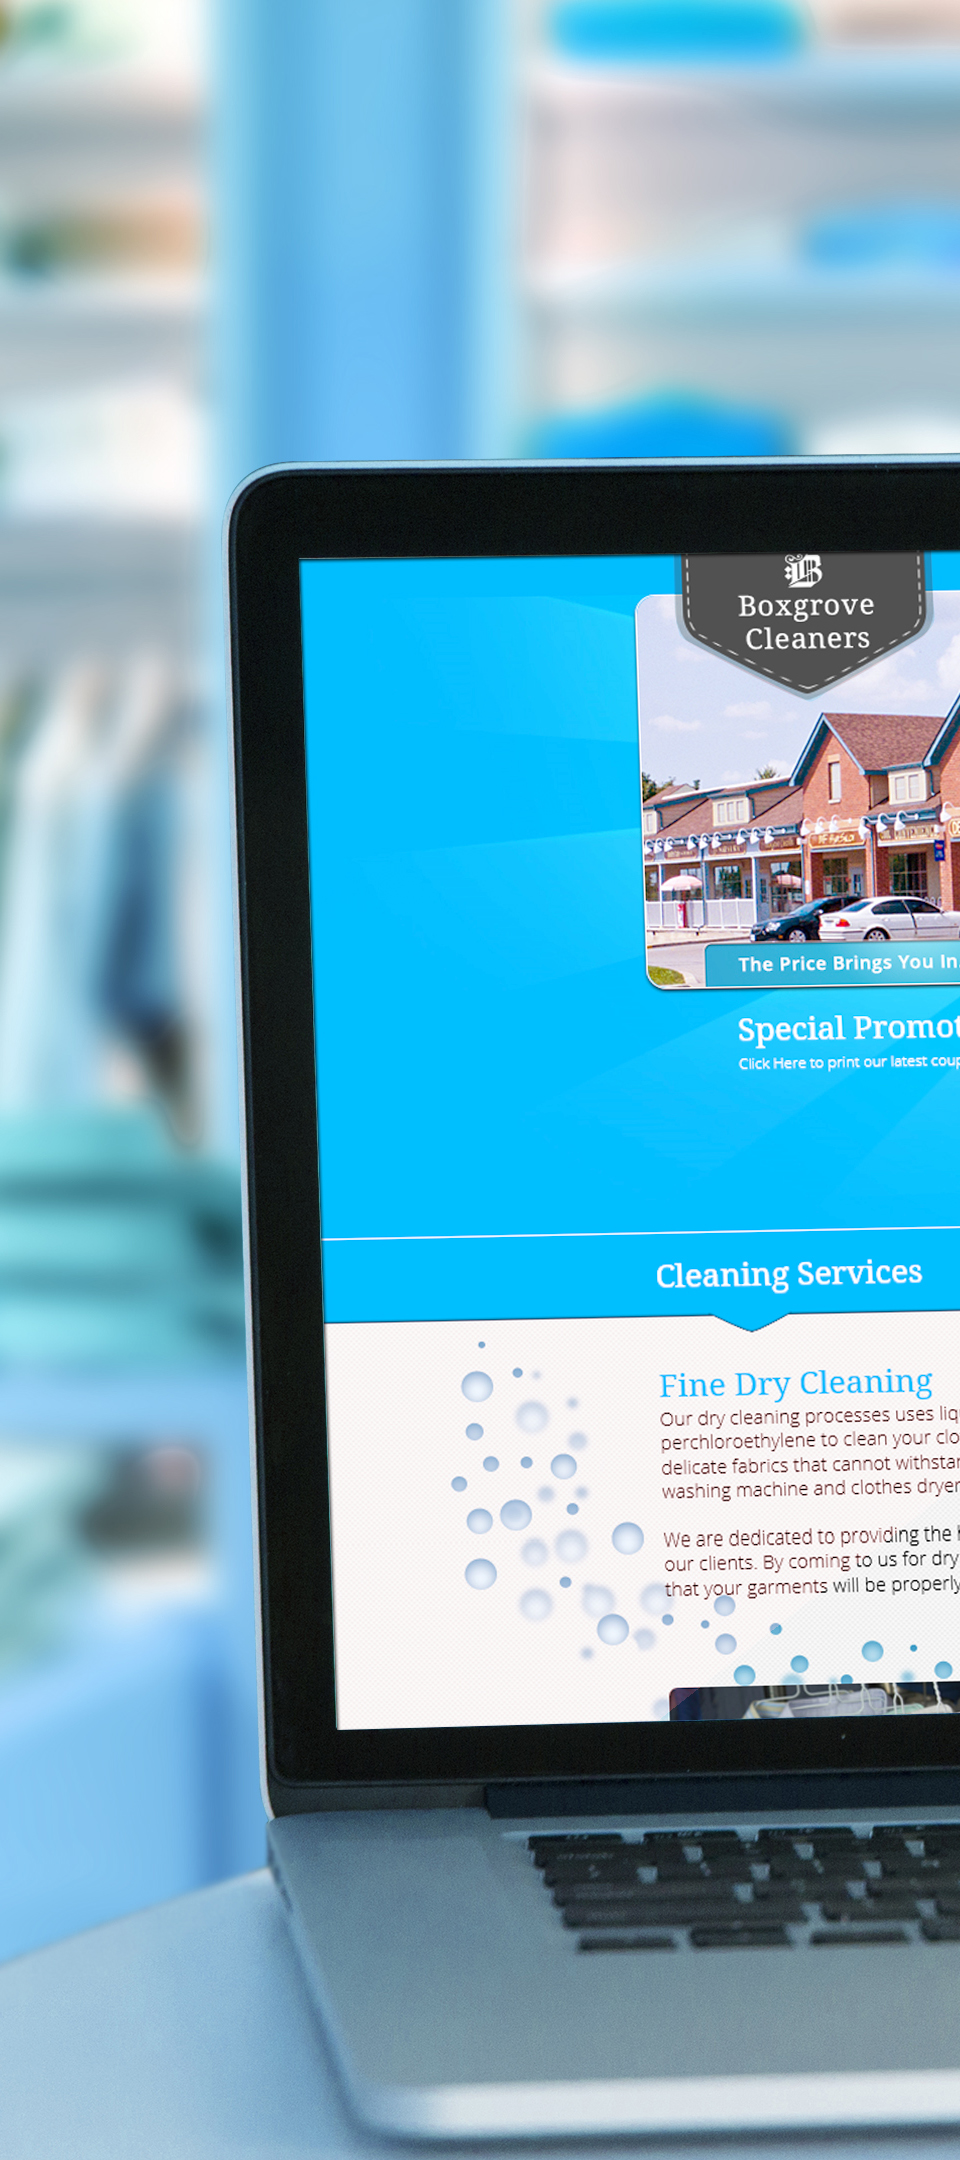 B
Boxgrove
Cleaners
The Price Brings You In.
Special Promot
Click Here to print our latest coup
Cleaning Services
Fine Dry Cleaning
Our dry cleaning processes uses liq
perchloroethylene to clean your clo
delicate fabrics that cannot withstan
washing machine and clothes dryer
We are dedicated to providing the h
our clients. By coming to us for dry
that your garments will be properly